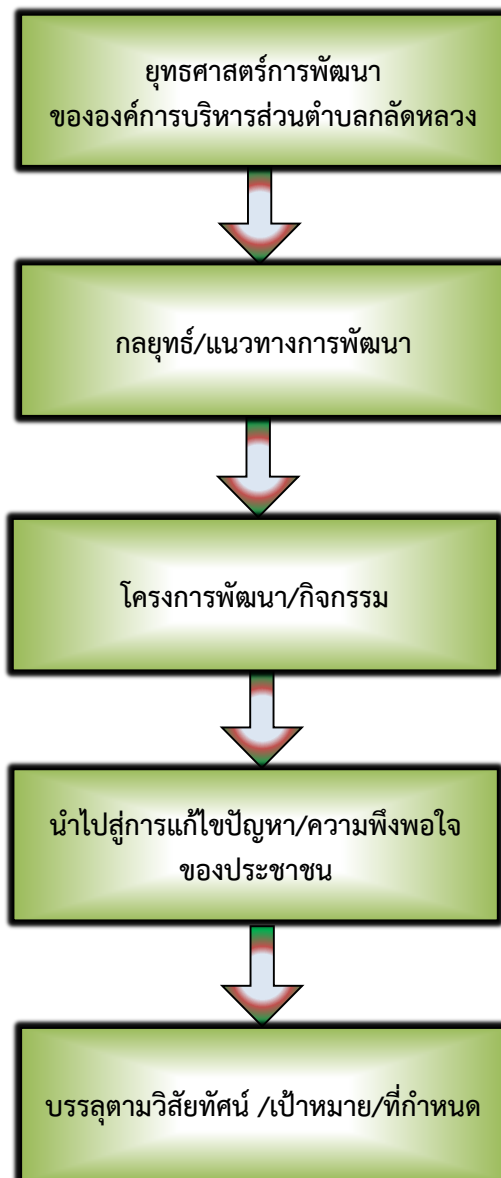 ยุทธศาสตร์การพัฒนา
ขององค์การบริหารส่วนตำบลกลัดหลวง
กลยุทธ์/แนวทางการพัฒนา
โครงการพัฒนา/กิจกรรม
นำไปสู่การแก้ไขปัญหา/ความพึงพอใจ
ของประชาชน
บรรลุตามวิสัยทัศน์ /เป้าหมาย/ที่กำหนด